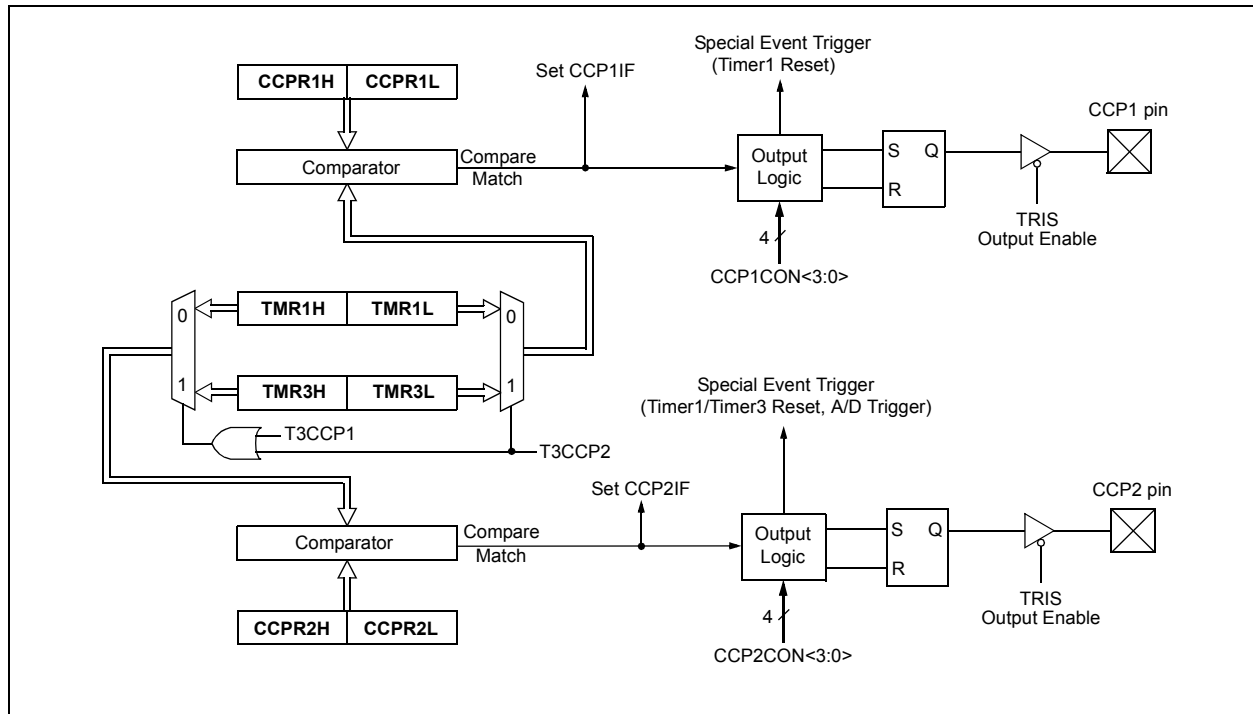 CCPR1H CCPR1L
Comparator
Compare
Match
Set CCP1IF
Special Event Trigger
(Timer1 Reset)
Output
Logic
4
CCP1CON<3:0>
S Q
R
TRIS
Output Enable
CCP1 pin
0
1
TMR1H TMR1L
TMR3H TMR3L
0
1
T3CCP1
T3CCP2
Comparator
Compare
Match
CCPR2H CCPR2L
Set CCP2IF
Special Event Trigger
(Timer1/Timer3 Reset, A/D Trigger)
Output
Logic
4
CCP2CON<3:0>
S Q
R
TRIS
Output Enable
CCP2 pin